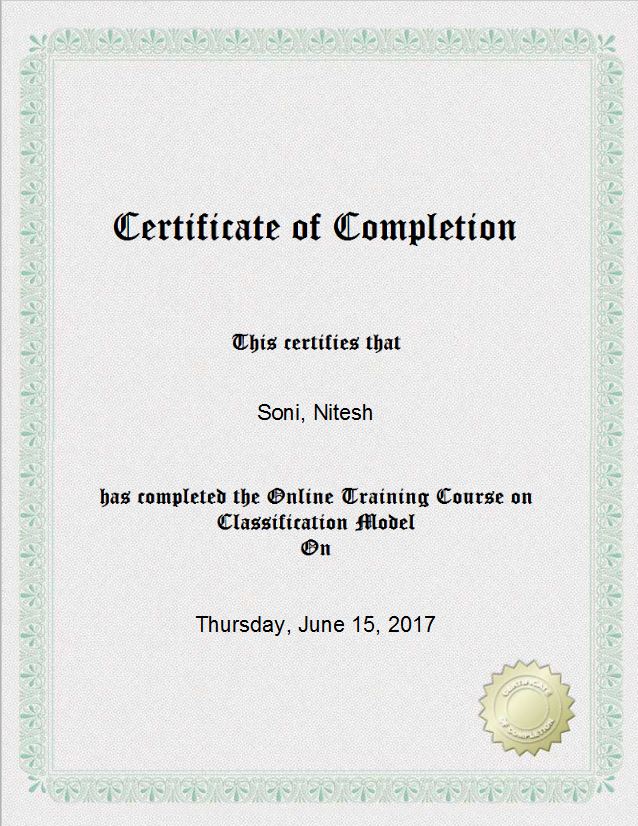 Certificate of Completion
This certifies that
Soni, Nitesh
has completed the Online Training Course on
Classification Model
On
Thursday, June 15, 2017
CERTIFICATE
OF COMPLETION